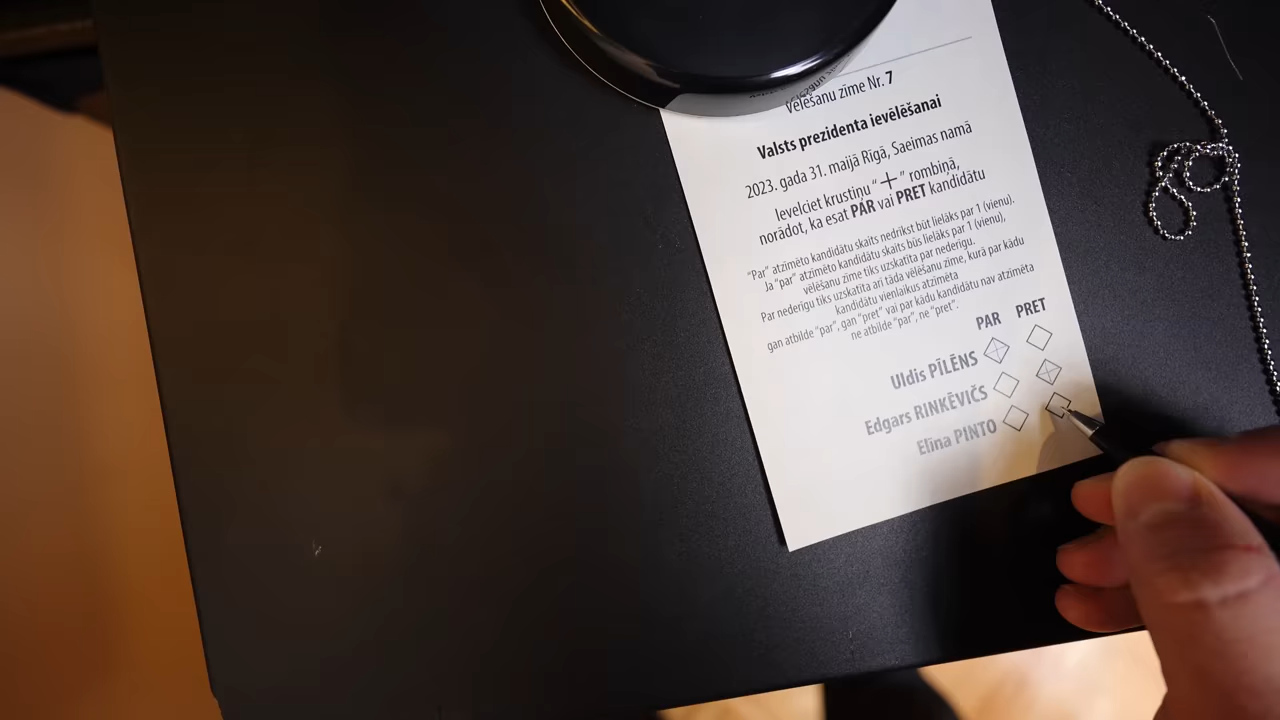 Vēlēšanu zīme Nr. 7
Valsts prezidenta ievēlēšanai
2023. gada 31. maijā Rīgā, Saeimas namā
Ievelciet krustiņu “+” rombiņā,
norādot, ka esat PAR vai PRET kandidātu
“Par” atzīmēto kandidātu skaits nedrīkst būt lielāks par 1 (vienu).
Ja “par” atzīmēto kandidātu skaits būs lielāks par 1 (vienu),
vēlēšanu zīme tiks uzskatīta par nederīgu.
Par nederīgu tiks uzskatīta arī tāda vēlēšanu zīme, kurā par kādu
kandidātu vienlaikus atzīmēta
gan atbilde “par”, gan “pret” vai par kādu kandidātu nav atzīmēta
ne atbilde “par”, ne “pret”.
PAR PRET
Uldis PĪLĒNS
Edgars RINKĒVIČS
Elīna PINTO